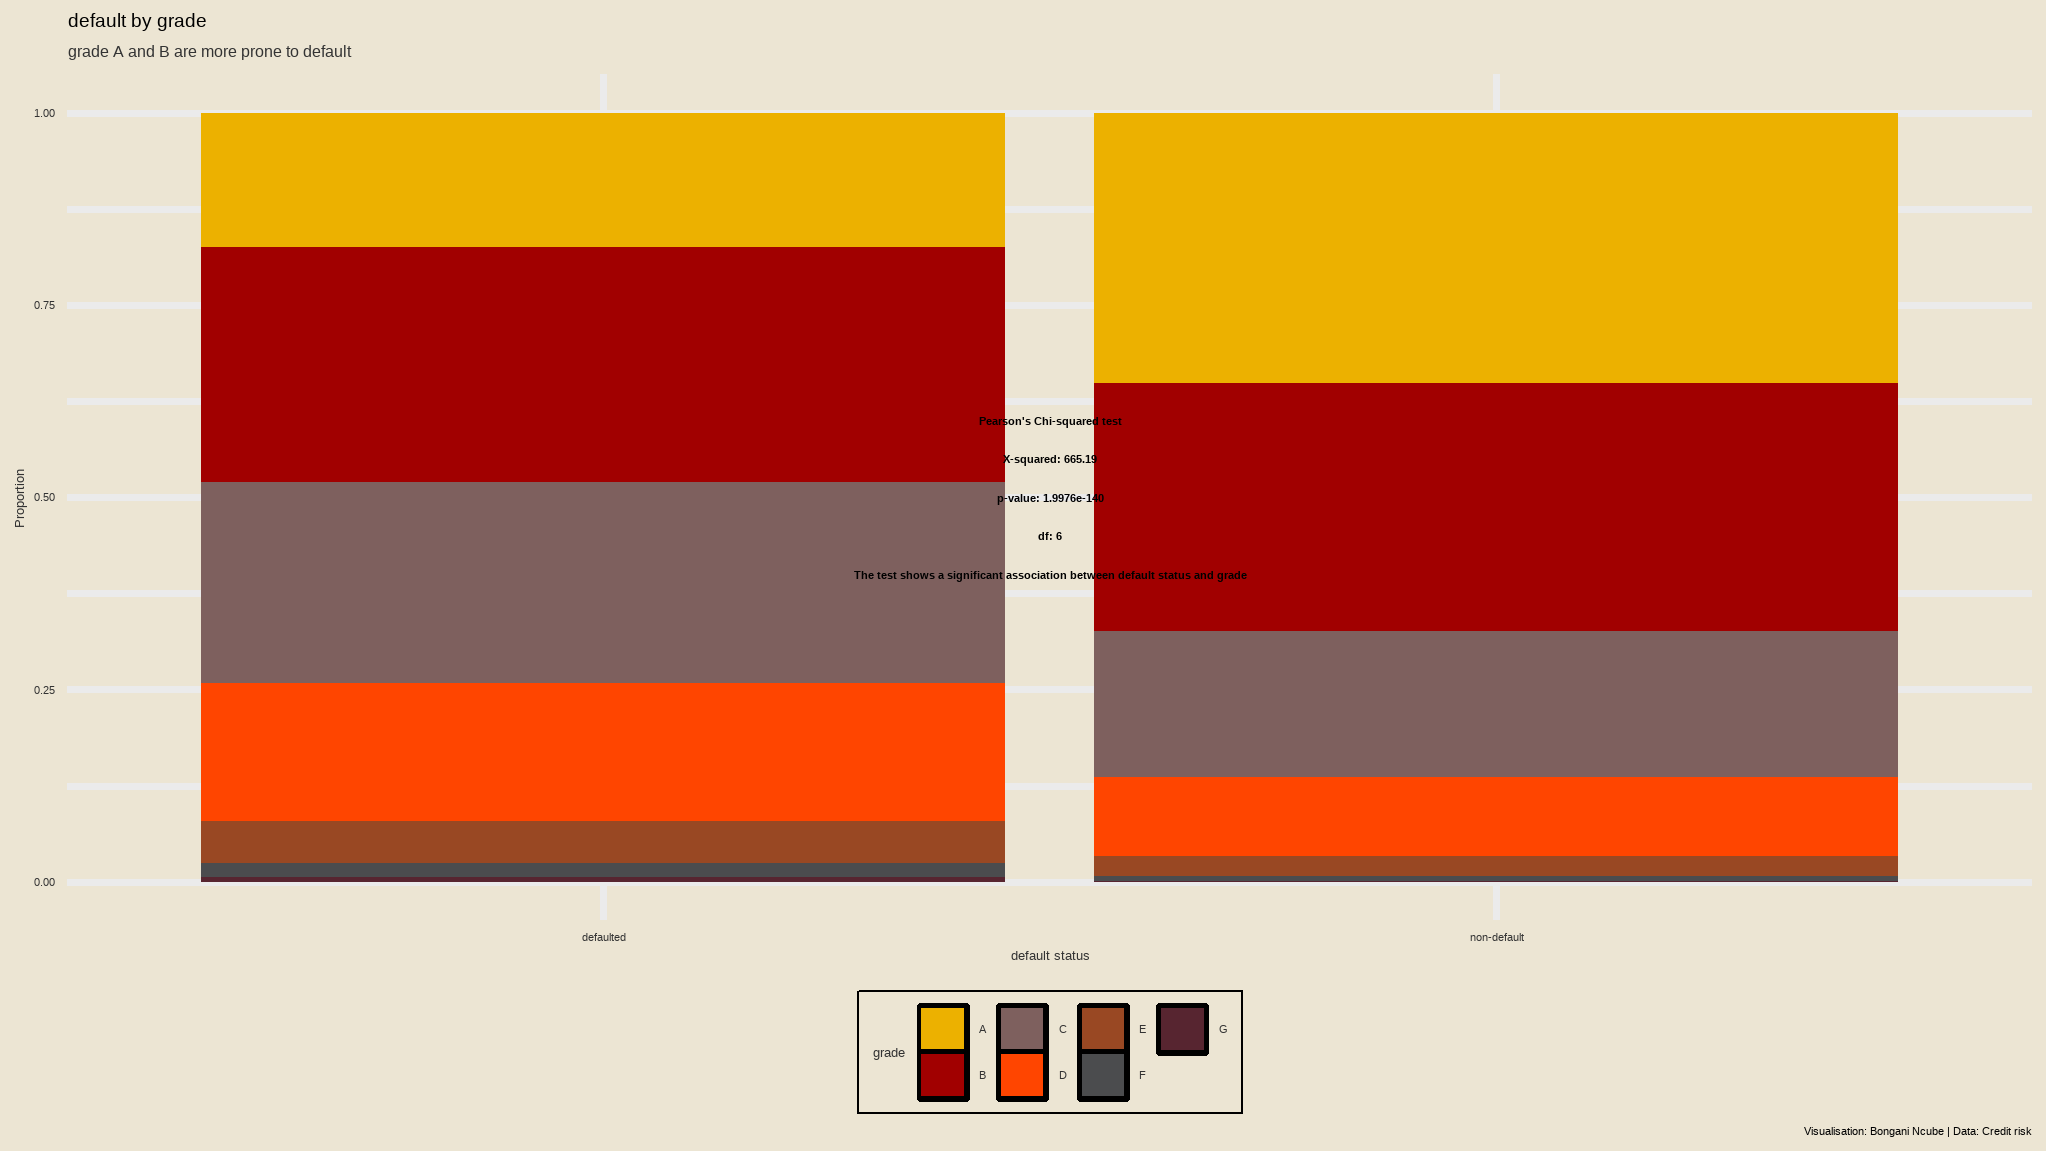 default by grade
grade A and B are more prone to default
1.00
0.75
0.50
0.25
0.00
Proportion
Pearson's Chi-squared test
X-squared: 665.19
p-value: 1.9976e-140
df: 6
The test shows a significant association between default status and grade
defaulted
non-default
default status
grade
A
C
E
G
B
D
F
Visualisation: Bongani Ncube | Data: Credit risk